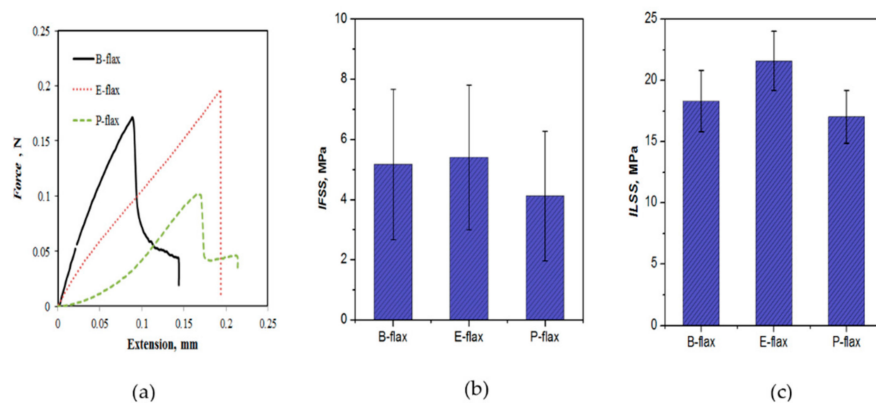 0.25
0.2
0.15
0.1
0.05
0
Force , N
B-flax
E-flax
P-flax
0 0.05 0.1 0.15 0.2 0.25
Extension, mm
(a)
10
8
6
4
2
0
IFSS, MPa
B-flax E-flax P-flax
(b)
25
20
15
10
5
0
ILSS, MPa
B-flax E-flax P-flax
(c)